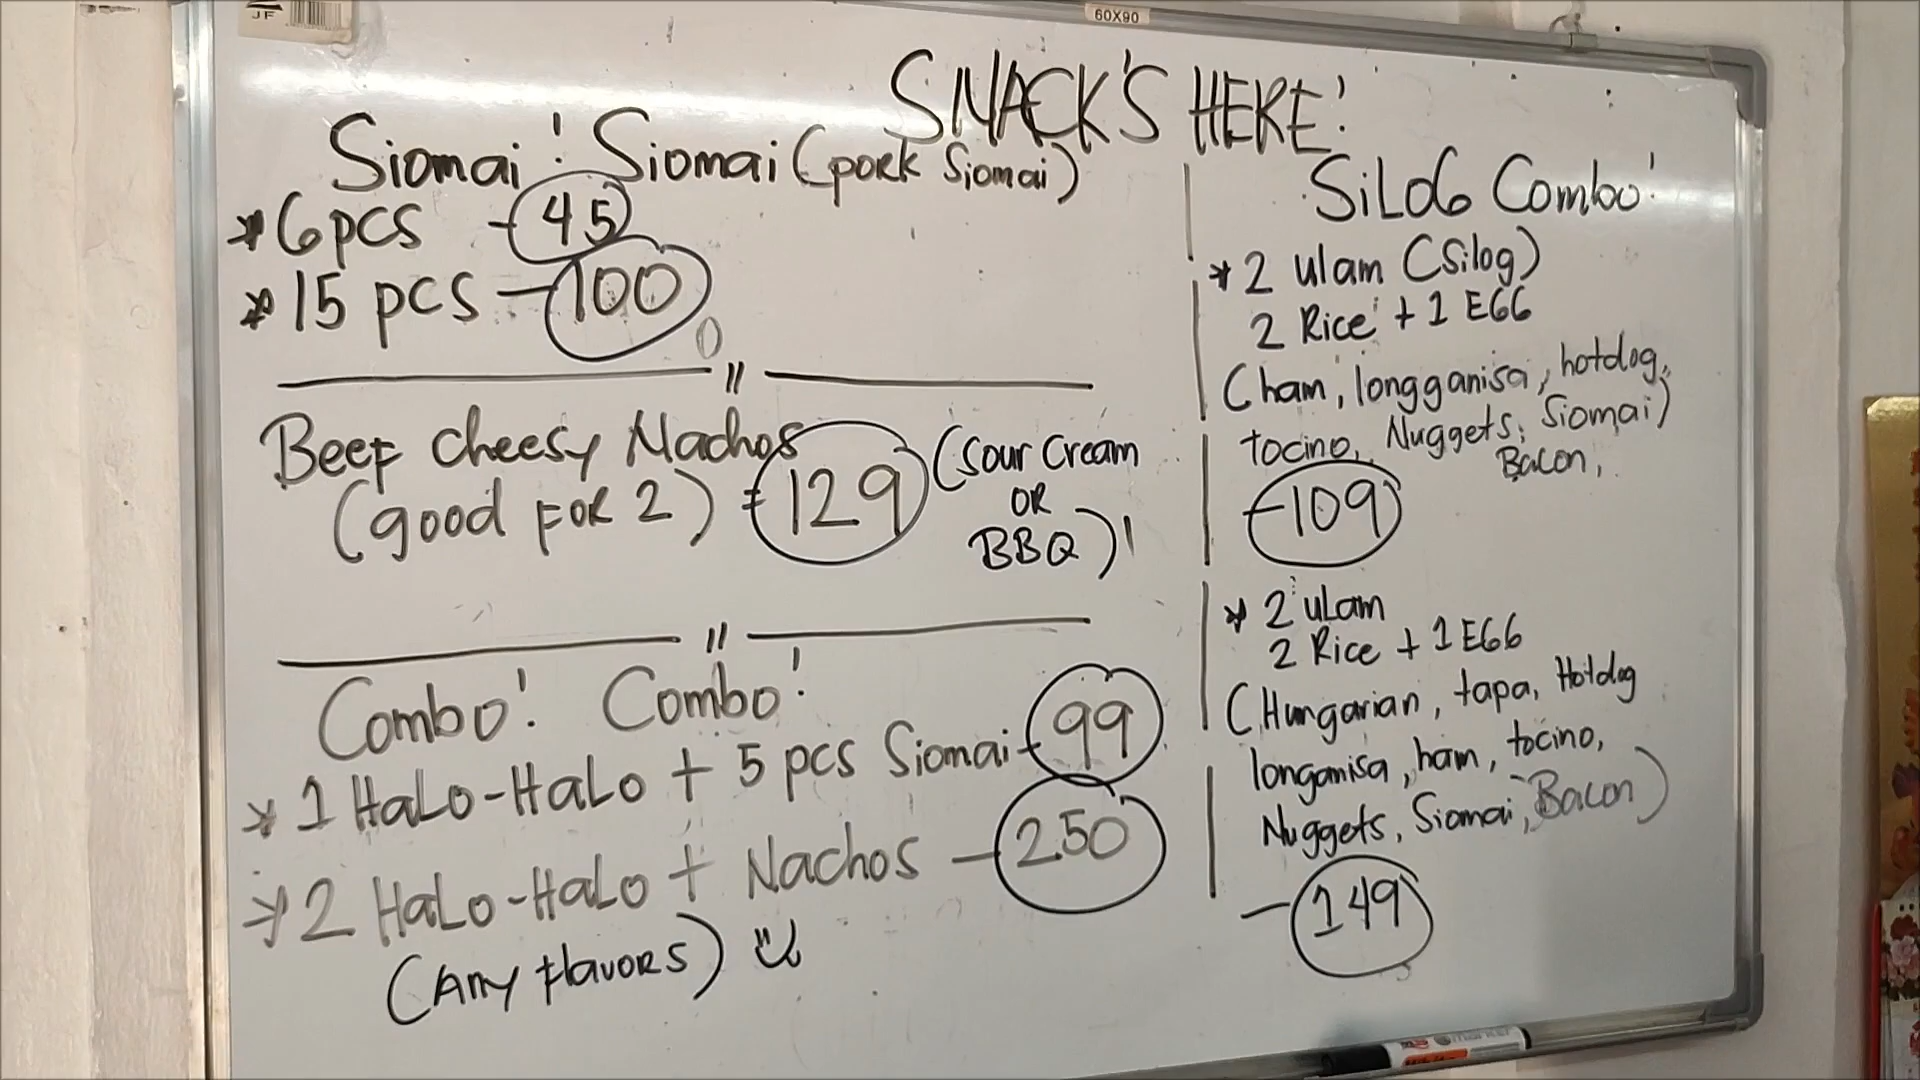 JF
60X90
SNACK'S HERE!
Siomai! Siomai (pork Siomai)
* 6 pcs - 45
* 15 pcs - 100
Beef cheesy Nachos
(good FOR 2) - 129 (Sour Cream
OR
BBQ)!
Combo! Combo!
* 1 HaLo-HaLo + 5 pcs Siomai - 99
* 2 HaLo-HaLo + Nachos - 250
(Any flavors)
SiLoG Combo!
* 2 ulam (Silog)
2 Rice + 1 EGG
(ham, longganisa, hotdog,
tocino, Nuggets, Siomai)
Bacon,
- 109
* 2 uLam
2 Rice + 1 EGG
(Hungarian, tapa, Hotdog
longanisa, ham, tocino,
Nuggets, Siomai, Bacon)
- 149